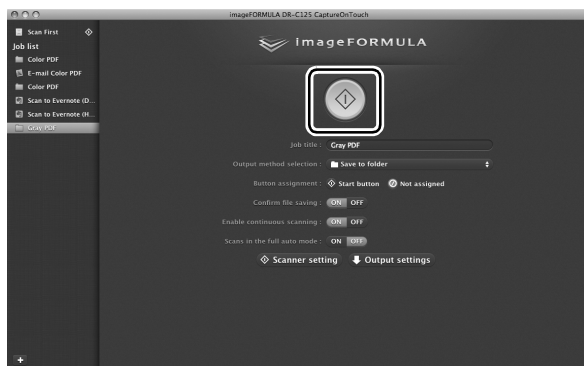 imageFORMULA DR-C125 CaptureOnTouch
Scan First
Job list
Color PDF
E-mail Color PDF
Color PDF
Scan to Evernote (D...
Scan to Evernote (H...
Gray PDF
imageFORMULA
Job title : Gray PDF
Output method selection : Save to folder
Button assignment : Start button Not assigned
Confirm file saving : ON OFF
Enable continuous scanning : ON OFF
Scans in the full auto mode : ON OFF
Scanner setting Output settings